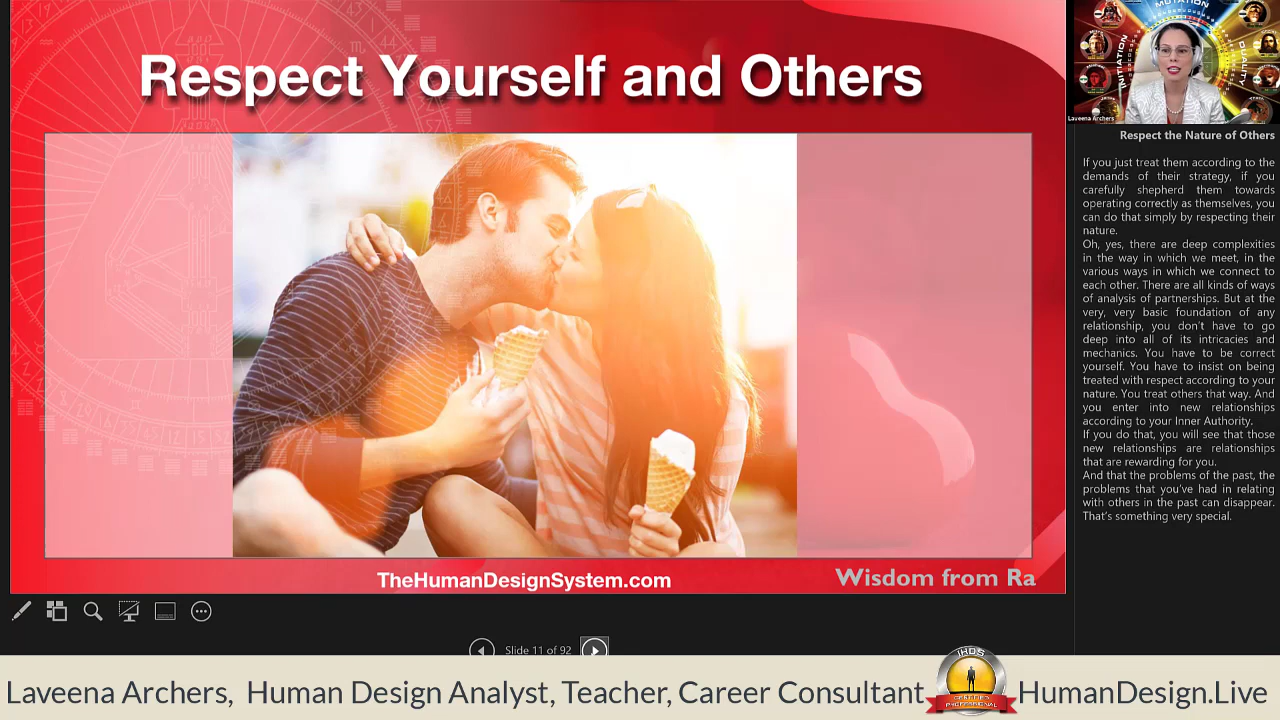 Respect Yourself and Others
TheHumanDesignSystem.com
Wisdom from Ra
MUTATION
INITIATION
DUALITY
Laveena Archers
Respect the Nature of Others
If you just treat them according to the
demands of their strategy, if you
carefully shepherd them towards
operating correctly as themselves, you
can do that simply by respecting their
nature.
Oh, yes, there are deep complexities
in the way in which we meet, in the
various ways in which we connect to
each other. There are all kinds of ways
of analysis of partnerships. But at the
very, very basic foundation of any
relationship, you don't have to go
deep into all of its intricacies and
mechanics. You have to be correct
yourself. You have to insist on being
treated with respect according to your
nature. You treat others that way. And
you enter into new relationships
according to your Inner Authority.
If you do that, you will see that those
new relationships are relationships
that are rewarding for you.
And that the problems of the past, the
problems that you've had in relating
with others in the past can disappear.
That's something very special.
Slide 11 of 92
Laveena Archers, Human Design Analyst, Teacher, Career Consultant
IHDS
CERTIFIED
PROFESSIONAL
HumanDesign.Live